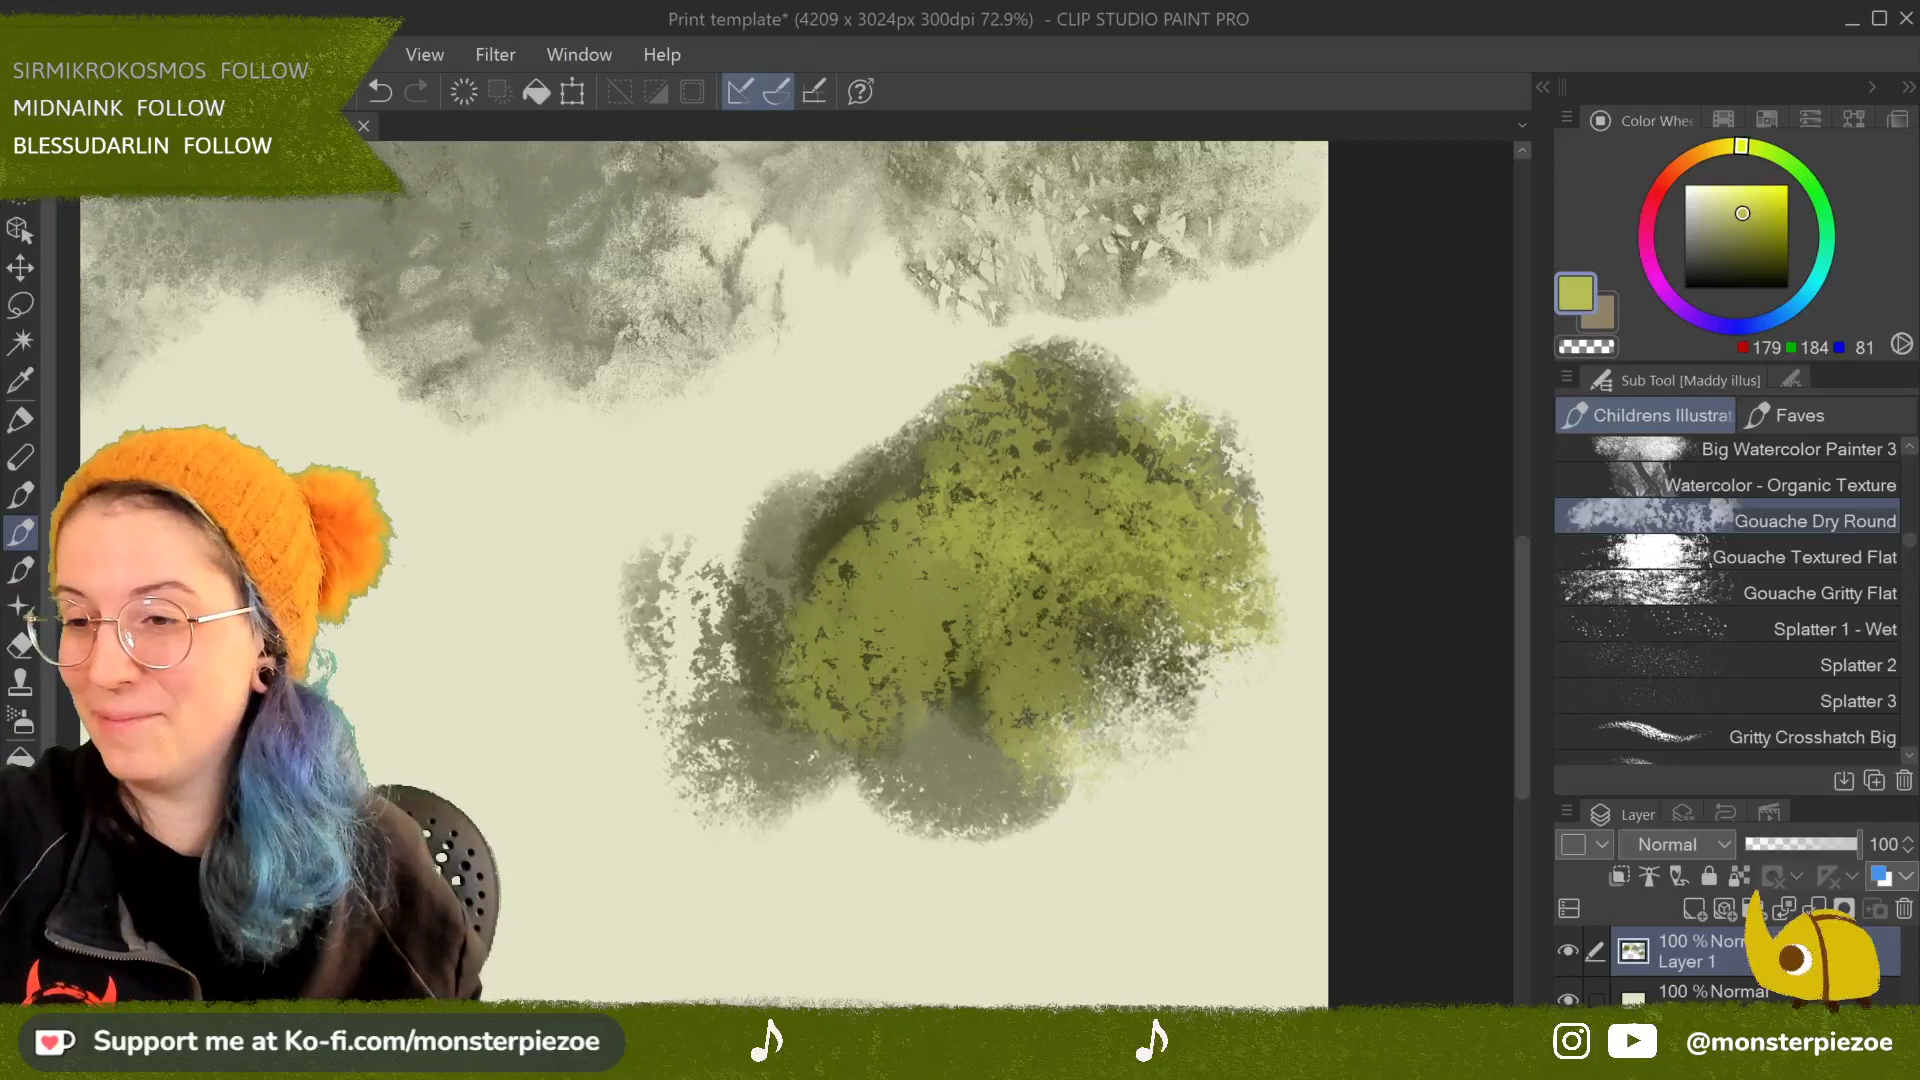 Print template* (4209 x 3024px 300dpi 72.9%) - CLIP STUDIO PAINT PRO
SIRMIKROKOSMOS FOLLOW
MIDNAINK FOLLOW
BLESSUDARLIN FOLLOW
View Filter Window Help
Color Whee
179 184 81
Sub Tool [Maddy illus]
Childrens Illustrat Faves
Big Watercolor Painter 3
Watercolor - Organic Texture
Gouache Dry Round
Gouache Textured Flat
Gouache Gritty Flat
Splatter 1 - Wet
Splatter 2
Splatter 3
Gritty Crosshatch Big
Layer
Normal 100
100 % Norm
Layer 1
100 % Normal
Support me at Ko-fi.com/monsterpiezoe
@monsterpiezoe